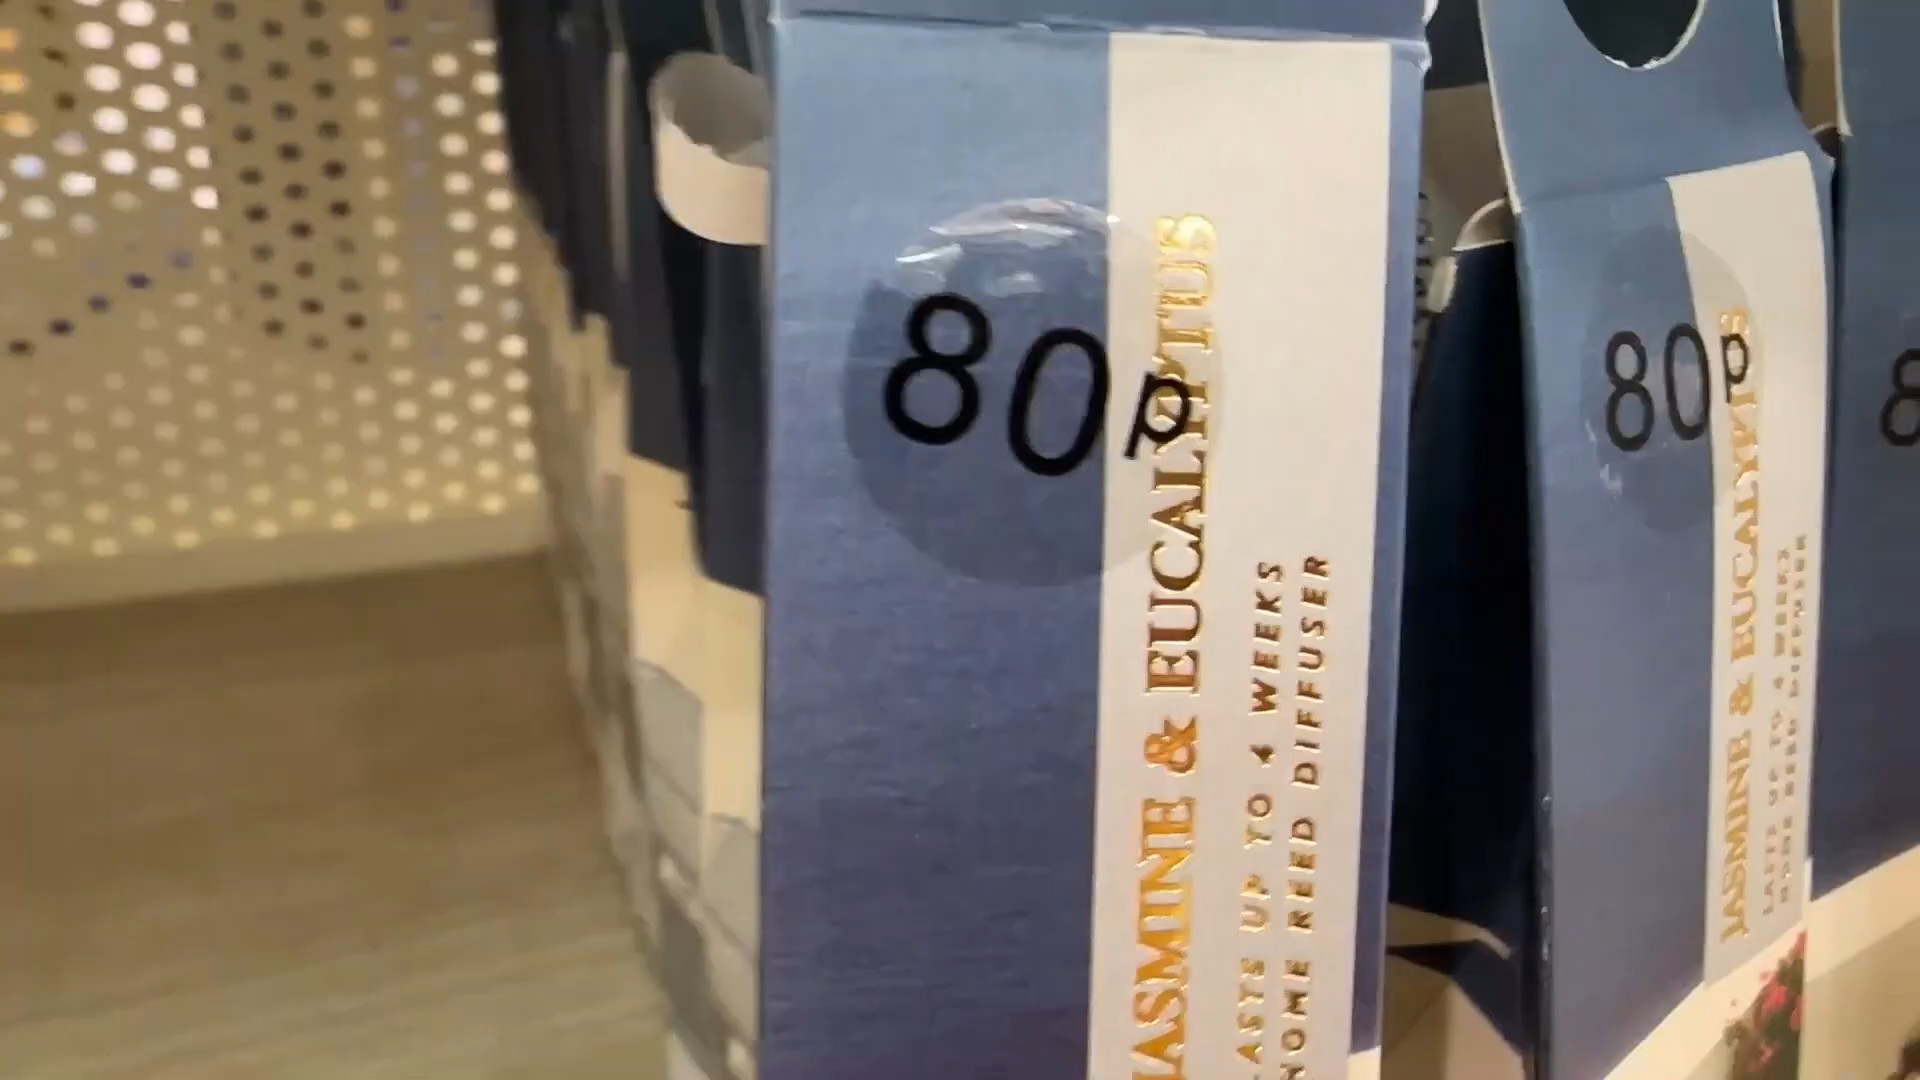 80p
JASMINE & EUCALYPTUS
LASTS UP TO 4 WEEKS
HOME REED DIFFUSER
80p
JASMINE & EUCALYPTUS
LASTS UP TO 4 WEEKS
HOME REED DIFFUSER
8